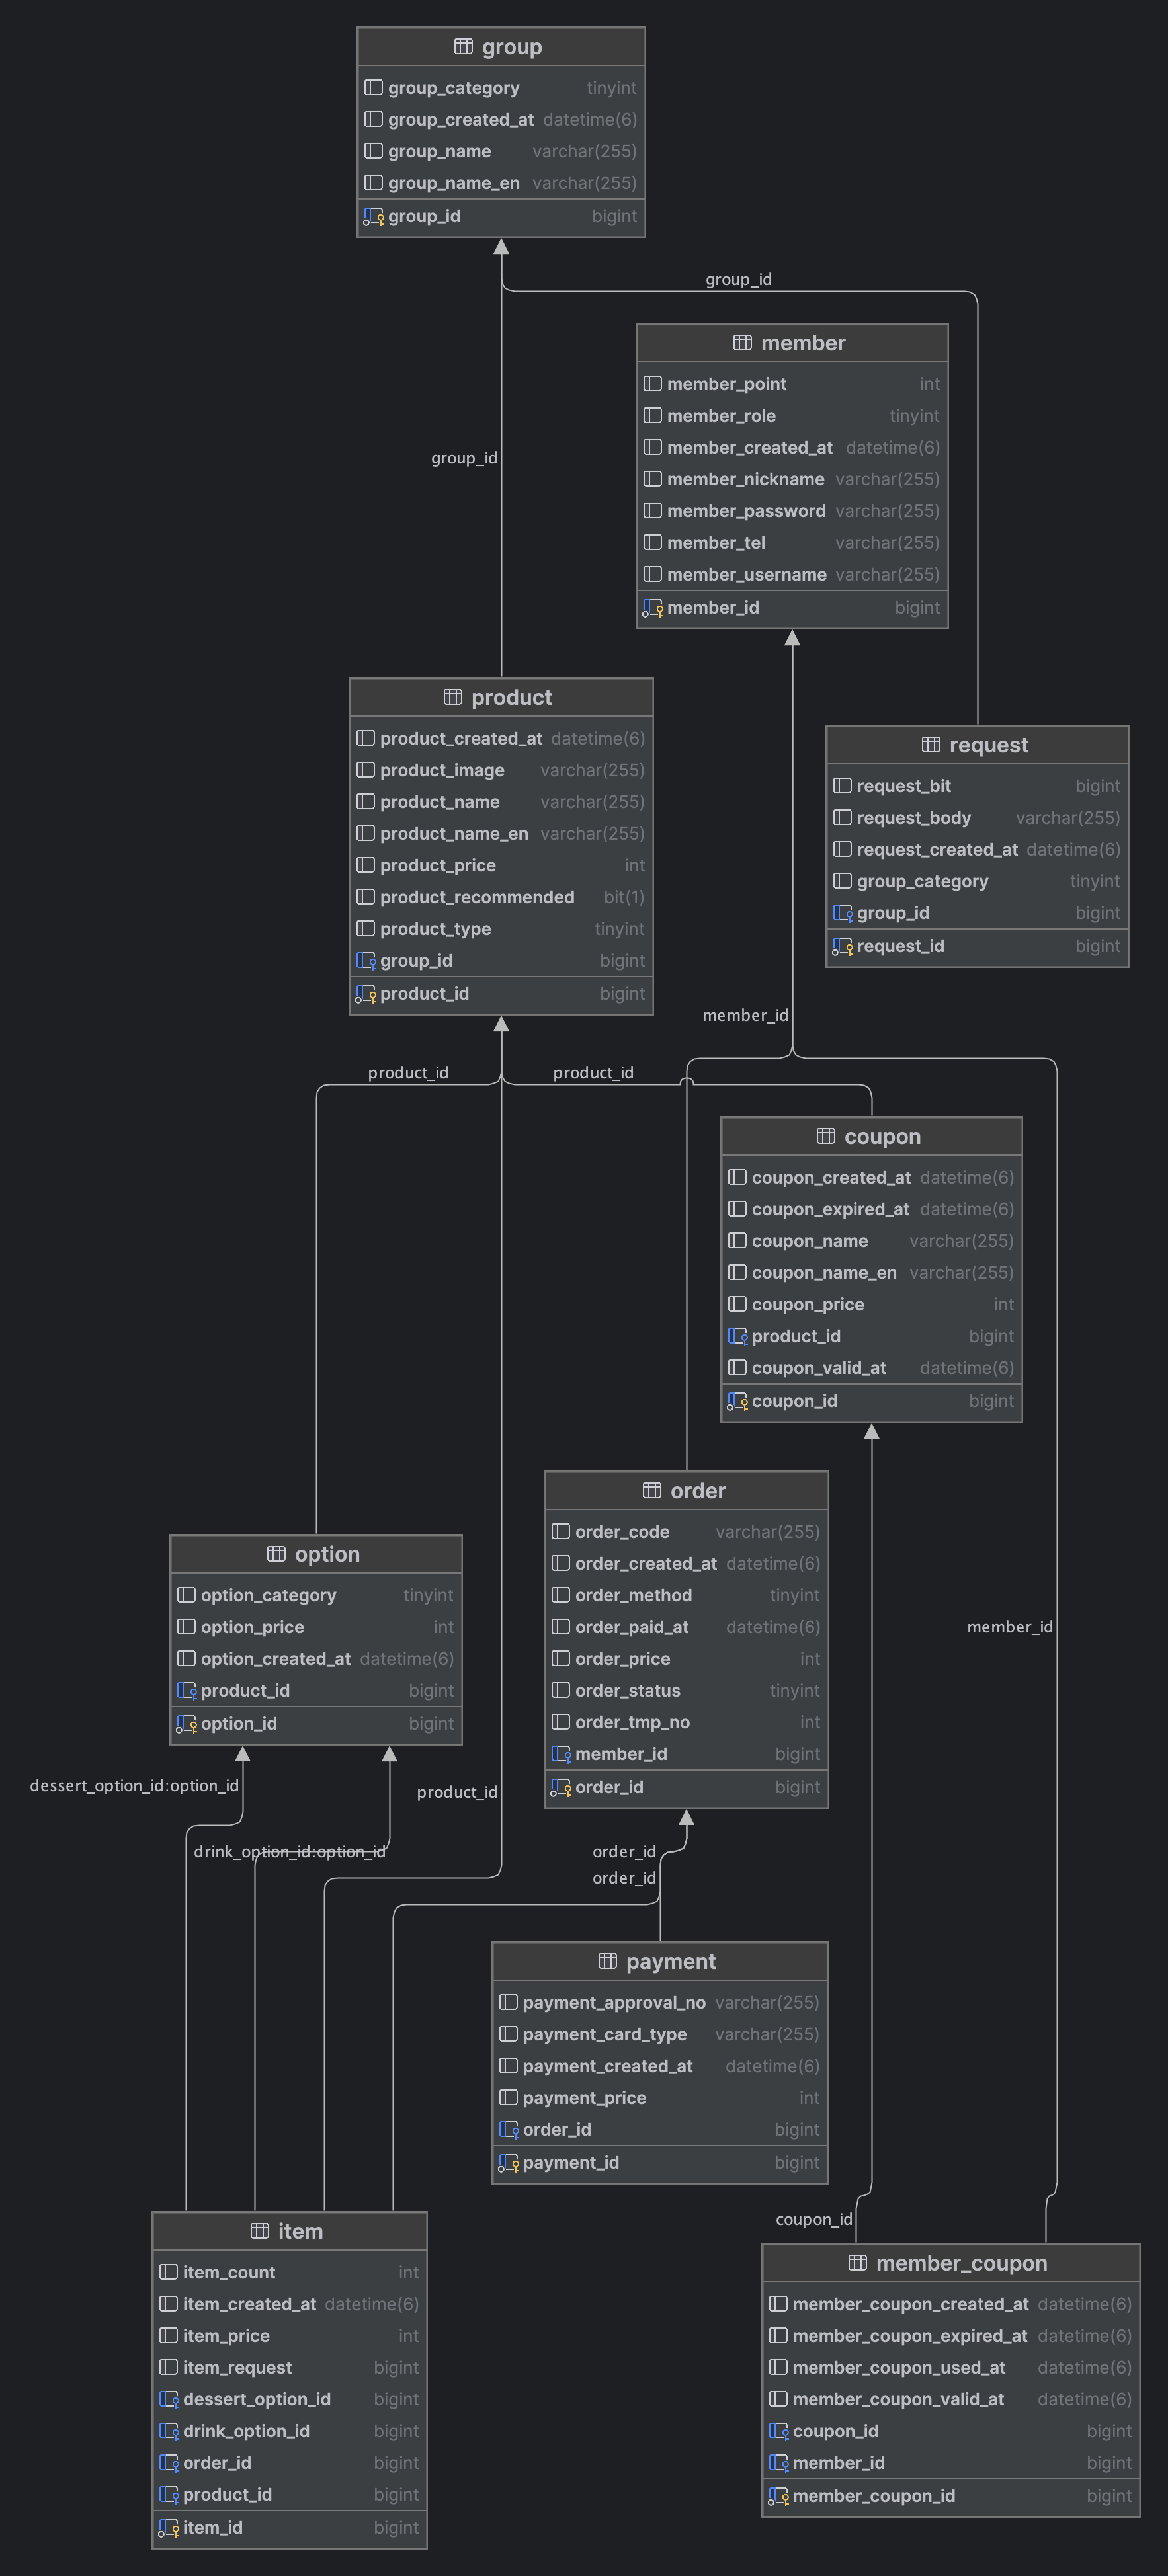 group
group_category tinyint
group_created_at datetime(6)
group_name varchar(255)
group_name_en varchar(255)
group_id bigint
group_id
member
member_point int
member_role tinyint
member_created_at datetime(6)
member_nickname varchar(255)
member_password varchar(255)
member_tel varchar(255)
member_username varchar(255)
member_id bigint
group_id
product
product_created_at datetime(6)
product_image varchar(255)
product_name varchar(255)
product_name_en varchar(255)
product_price int
product_recommended bit(1)
product_type tinyint
group_id bigint
product_id bigint
request
request_bit bigint
request_body varchar(255)
request_created_at datetime(6)
group_category tinyint
group_id bigint
request_id bigint
member_id
product_id
product_id
coupon
coupon_created_at datetime(6)
coupon_expired_at datetime(6)
coupon_name varchar(255)
coupon_name_en varchar(255)
coupon_price int
product_id bigint
coupon_valid_at datetime(6)
coupon_id bigint
order
order_code varchar(255)
order_created_at datetime(6)
order_method tinyint
order_paid_at datetime(6)
order_price int
order_status tinyint
order_tmp_no int
member_id bigint
order_id bigint
option
option_category tinyint
option_price int
option_created_at datetime(6)
product_id bigint
option_id bigint
member_id
dessert_option_id:option_id
product_id
drink_option_id:option_id
order_id
order_id
payment
payment_approval_no varchar(255)
payment_card_type varchar(255)
payment_created_at datetime(6)
payment_price int
order_id bigint
payment_id bigint
coupon_id
item
item_count int
item_created_at datetime(6)
item_price int
item_request bigint
dessert_option_id bigint
drink_option_id bigint
order_id bigint
product_id bigint
item_id bigint
member_coupon
member_coupon_created_at datetime(6)
member_coupon_expired_at datetime(6)
member_coupon_used_at datetime(6)
member_coupon_valid_at datetime(6)
coupon_id bigint
member_id bigint
member_coupon_id bigint